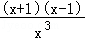 (x+1)(x-1)
x³